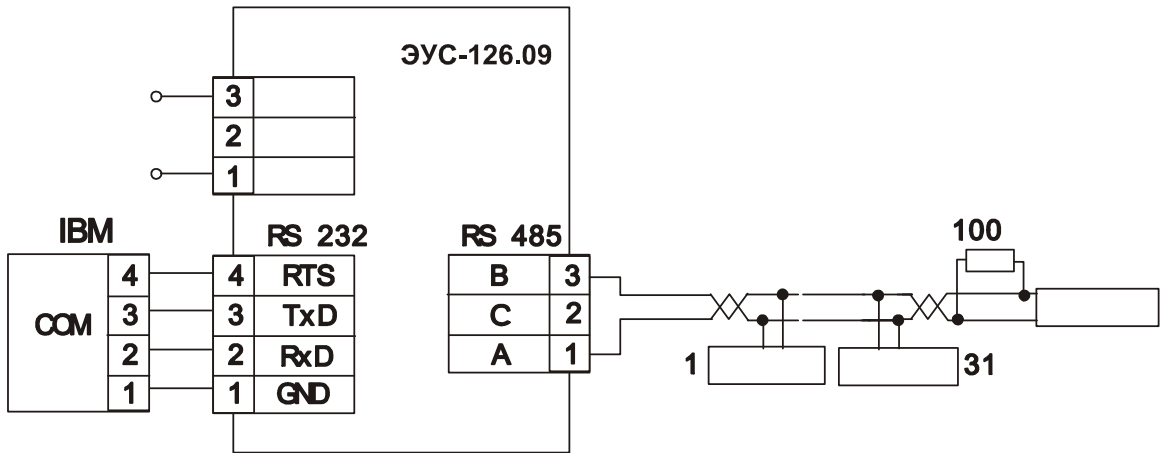 ЭУС-126.09
3
2
1
IBM
RS 232
RS 485
100
COM
4
3
2
1
4 RTS
3 TxD
2 RxD
1 GND
B 3
C 2
A 1
1
31